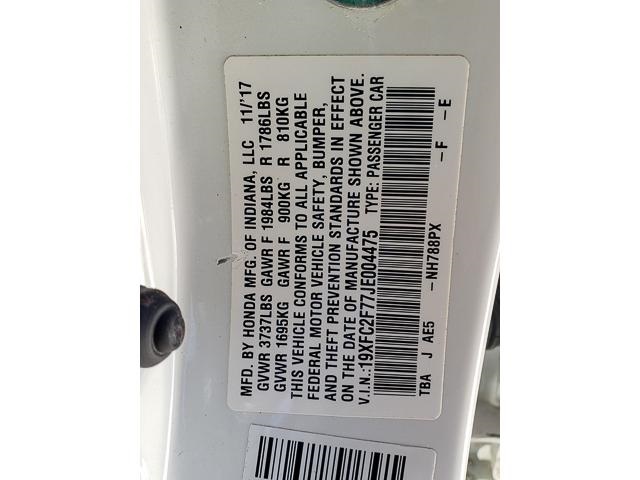 MFD. BY HONDA MFG. OF INDIANA, LLC 11/'17
GVWR 3737LBS GAWR F 1984LBS R 1786LBS
GVWR 1695KG GAWR F 900KG R 810KG
THIS VEHICLE CONFORMS TO ALL APPLICABLE
FEDERAL MOTOR VEHICLE SAFETY, BUMPER,
AND THEFT PREVENTION STANDARDS IN EFFECT
ON THE DATE OF MANUFACTURE SHOWN ABOVE.
V.I.N.:19XFC2F77JE004475 TYPE: PASSENGER CAR
TBA J AE5 -NH788PX -F -E